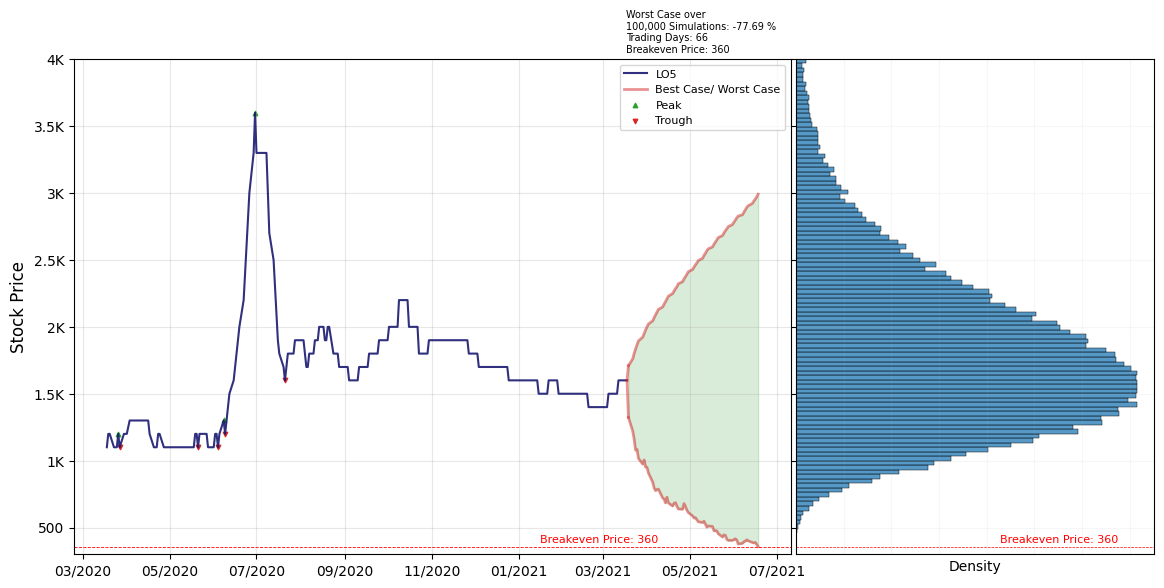 Worst Case over
100,000 Simulations: -77.69 %
Trading Days: 66
Breakeven Price: 360
4K
3.5K
3K
2.5K
2K
1.5K
1K
500
Stock Price
LO5
Best Case/ Worst Case
Peak
Trough
Breakeven Price: 360
Breakeven Price: 360
03/2020 05/2020 07/2020 09/2020 11/2020 01/2021 03/2021 05/2021 07/2021
Density